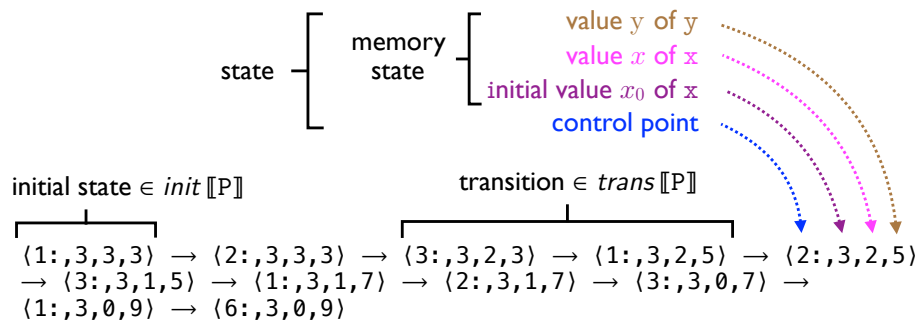 value y of y
memory state
value x of x
state
initial value x₀ of x
control point
initial state ∈ init ⟦P⟧
transition ∈ trans ⟦P⟧
⟨1:,3,3,3⟩ → ⟨2:,3,3,3⟩ → ⟨3:,3,2,3⟩ → ⟨1:,3,2,5⟩ → ⟨2:,3,2,5⟩
→ ⟨3:,3,1,5⟩ → ⟨1:,3,1,7⟩ → ⟨2:,3,1,7⟩ → ⟨3:,3,0,7⟩ →
⟨1:,3,0,9⟩ → ⟨6:,3,0,9⟩